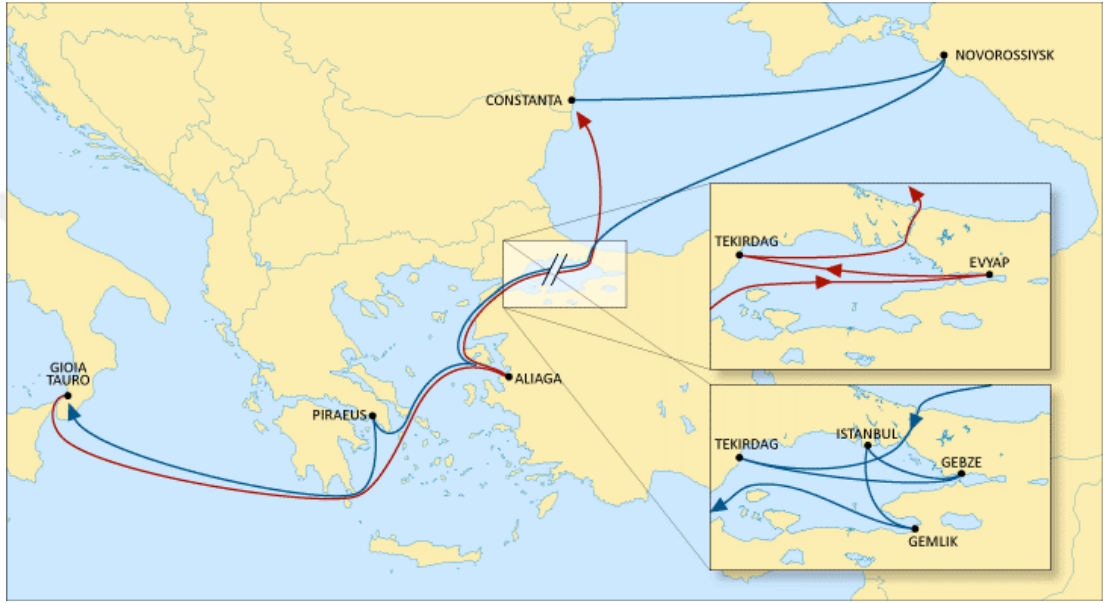 NOVOROSSIYSK
CONSTANTA
TEKIRDAG
EVYAP
GIOIA
TAURO
ALIAGA
PIRAEUS
ISTANBUL
TEKIRDAG
GEBZE
GEMLIK